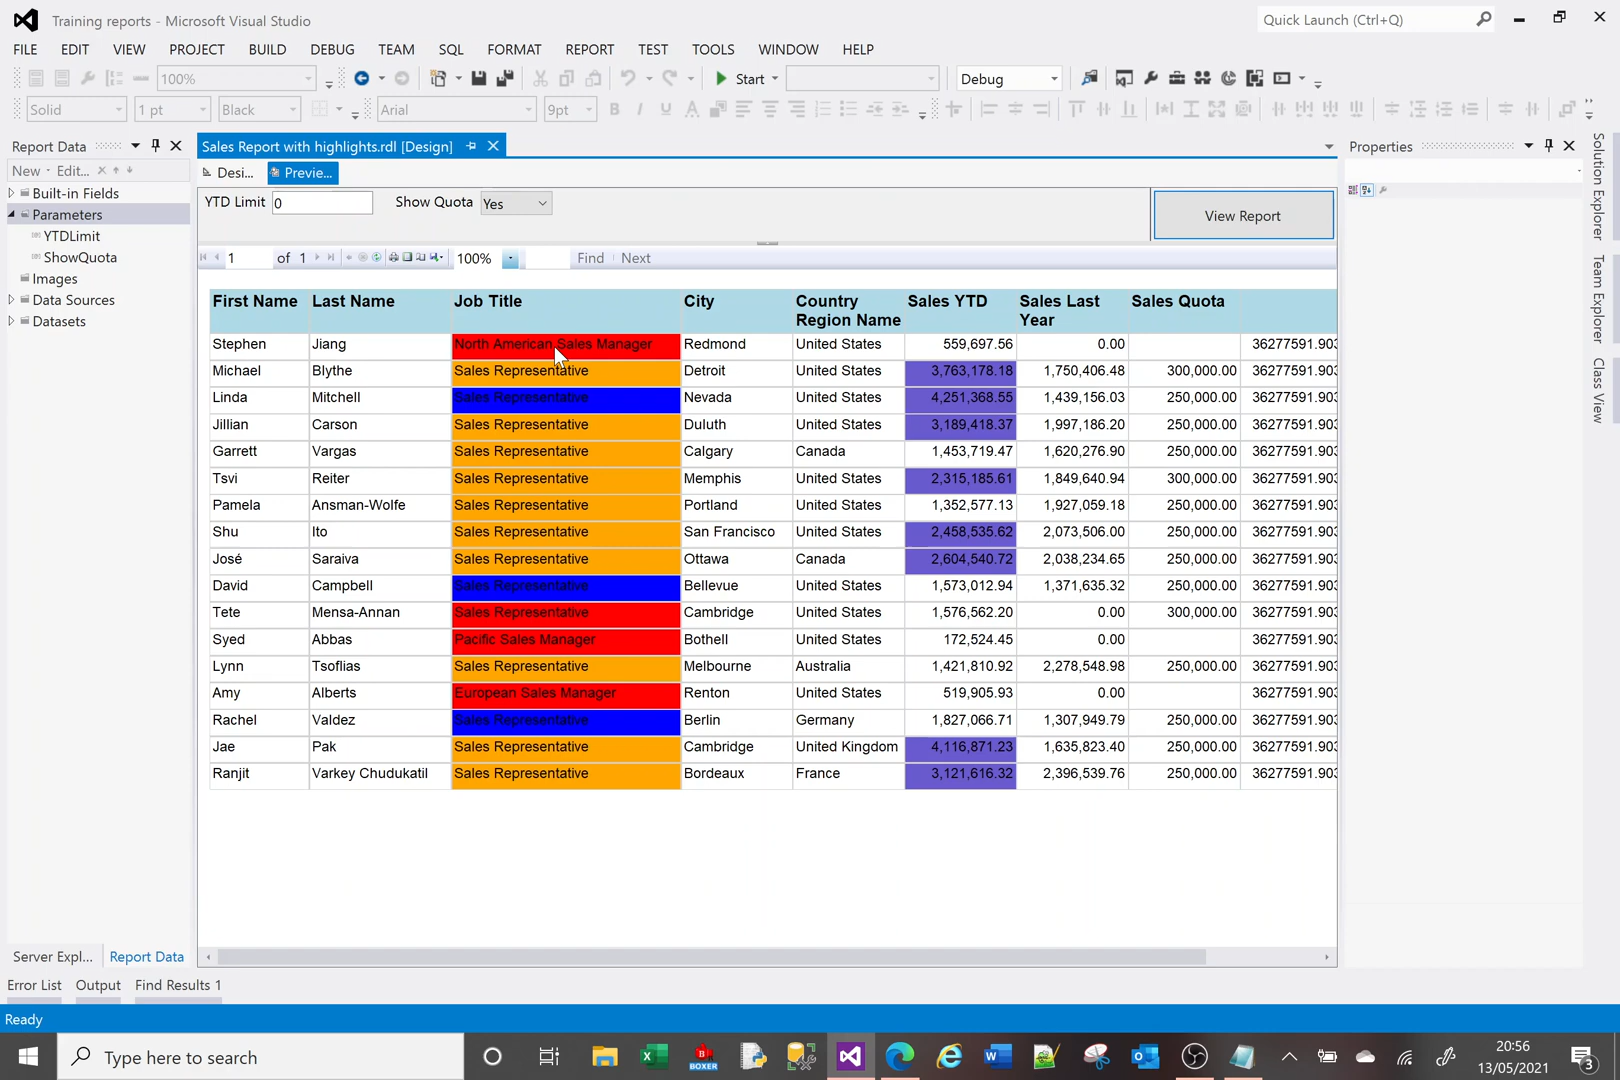 Training reports - Microsoft Visual Studio
Quick Launch (Ctrl+Q)
FILE EDIT VIEW PROJECT BUILD DEBUG TEAM SQL FORMAT REPORT TEST TOOLS WINDOW HELP
100% Start Debug
Solid 1 pt Black Arial 9pt B I U A
Report Data
Sales Report with highlights.rdl [Design]
Properties
New Edit...
Desi... Previe...
Built-in Fields
Parameters
YTDLimit
ShowQuota
Images
Data Sources
Datasets
YTD Limit 0 Show Quota Yes View Report
1 of 1 100% Find Next
First Name Last Name Job Title City Country Region Name Sales YTD Sales Last Year Sales Quota
Stephen Jiang North American Sales Manager Redmond United States 559,697.56 0.00 36277591.903
Michael Blythe Sales Representative Detroit United States 3,763,178.18 1,750,406.48 300,000.00 36277591.903
Linda Mitchell Sales Representative Nevada United States 4,251,368.55 1,439,156.03 250,000.00 36277591.903
Jillian Carson Sales Representative Duluth United States 3,189,418.37 1,997,186.20 250,000.00 36277591.903
Garrett Vargas Sales Representative Calgary Canada 1,453,719.47 1,620,276.90 250,000.00 36277591.903
Tsvi Reiter Sales Representative Memphis United States 2,315,185.61 1,849,640.94 300,000.00 36277591.903
Pamela Ansman-Wolfe Sales Representative Portland United States 1,352,577.13 1,927,059.18 250,000.00 36277591.903
Shu Ito Sales Representative San Francisco United States 2,458,535.62 2,073,506.00 250,000.00 36277591.903
José Saraiva Sales Representative Ottawa Canada 2,604,540.72 2,038,234.65 250,000.00 36277591.903
David Campbell Sales Representative Bellevue United States 1,573,012.94 1,371,635.32 250,000.00 36277591.903
Tete Mensa-Annan Sales Representative Cambridge United States 1,576,562.20 0.00 300,000.00 36277591.903
Syed Abbas Pacific Sales Manager Bothell United States 172,524.45 0.00 36277591.903
Lynn Tsoflias Sales Representative Melbourne Australia 1,421,810.92 2,278,548.98 250,000.00 36277591.903
Amy Alberts European Sales Manager Renton United States 519,905.93 0.00 36277591.903
Rachel Valdez Sales Representative Berlin Germany 1,827,066.71 1,307,949.79 250,000.00 36277591.903
Jae Pak Sales Representative Cambridge United Kingdom 4,116,871.23 1,635,823.40 250,000.00 36277591.903
Ranjit Varkey Chudukatil Sales Representative Bordeaux France 3,121,616.32 2,396,539.76 250,000.00 36277591.903
Solution Explorer
Team Explorer
Class View
Server Expl... Report Data
Error List Output Find Results 1
Ready
Type here to search
BOXER
20:56
13/05/2021
3